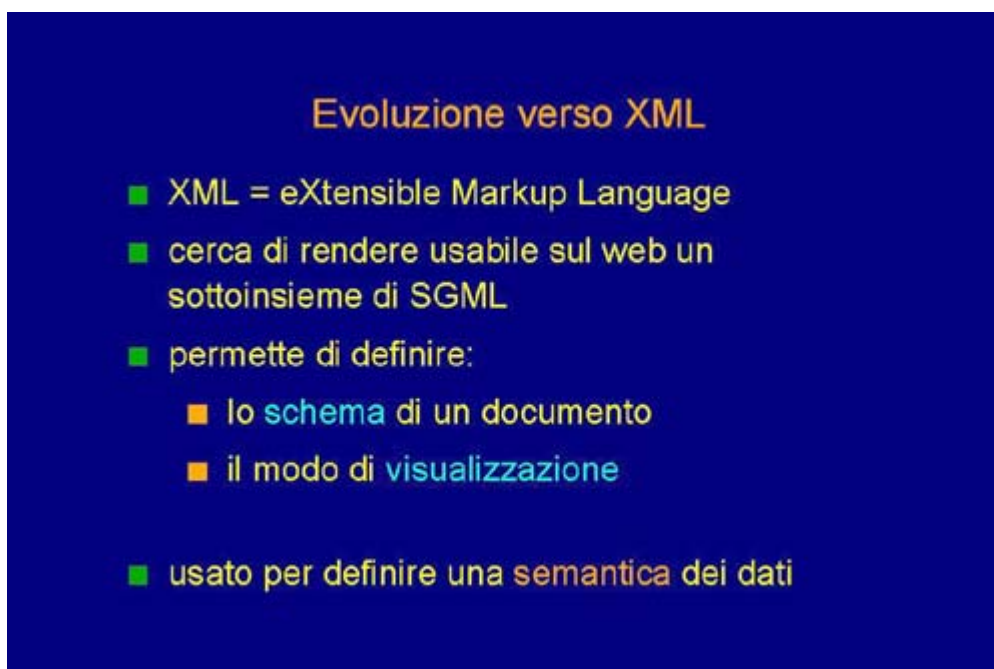 Evoluzione verso XML
XML = eXtensible Markup Language
cerca di rendere usabile sul web un
sottoinsieme di SGML
permette di definire:
lo schema di un documento
il modo di visualizzazione
usato per definire una semantica dei dati